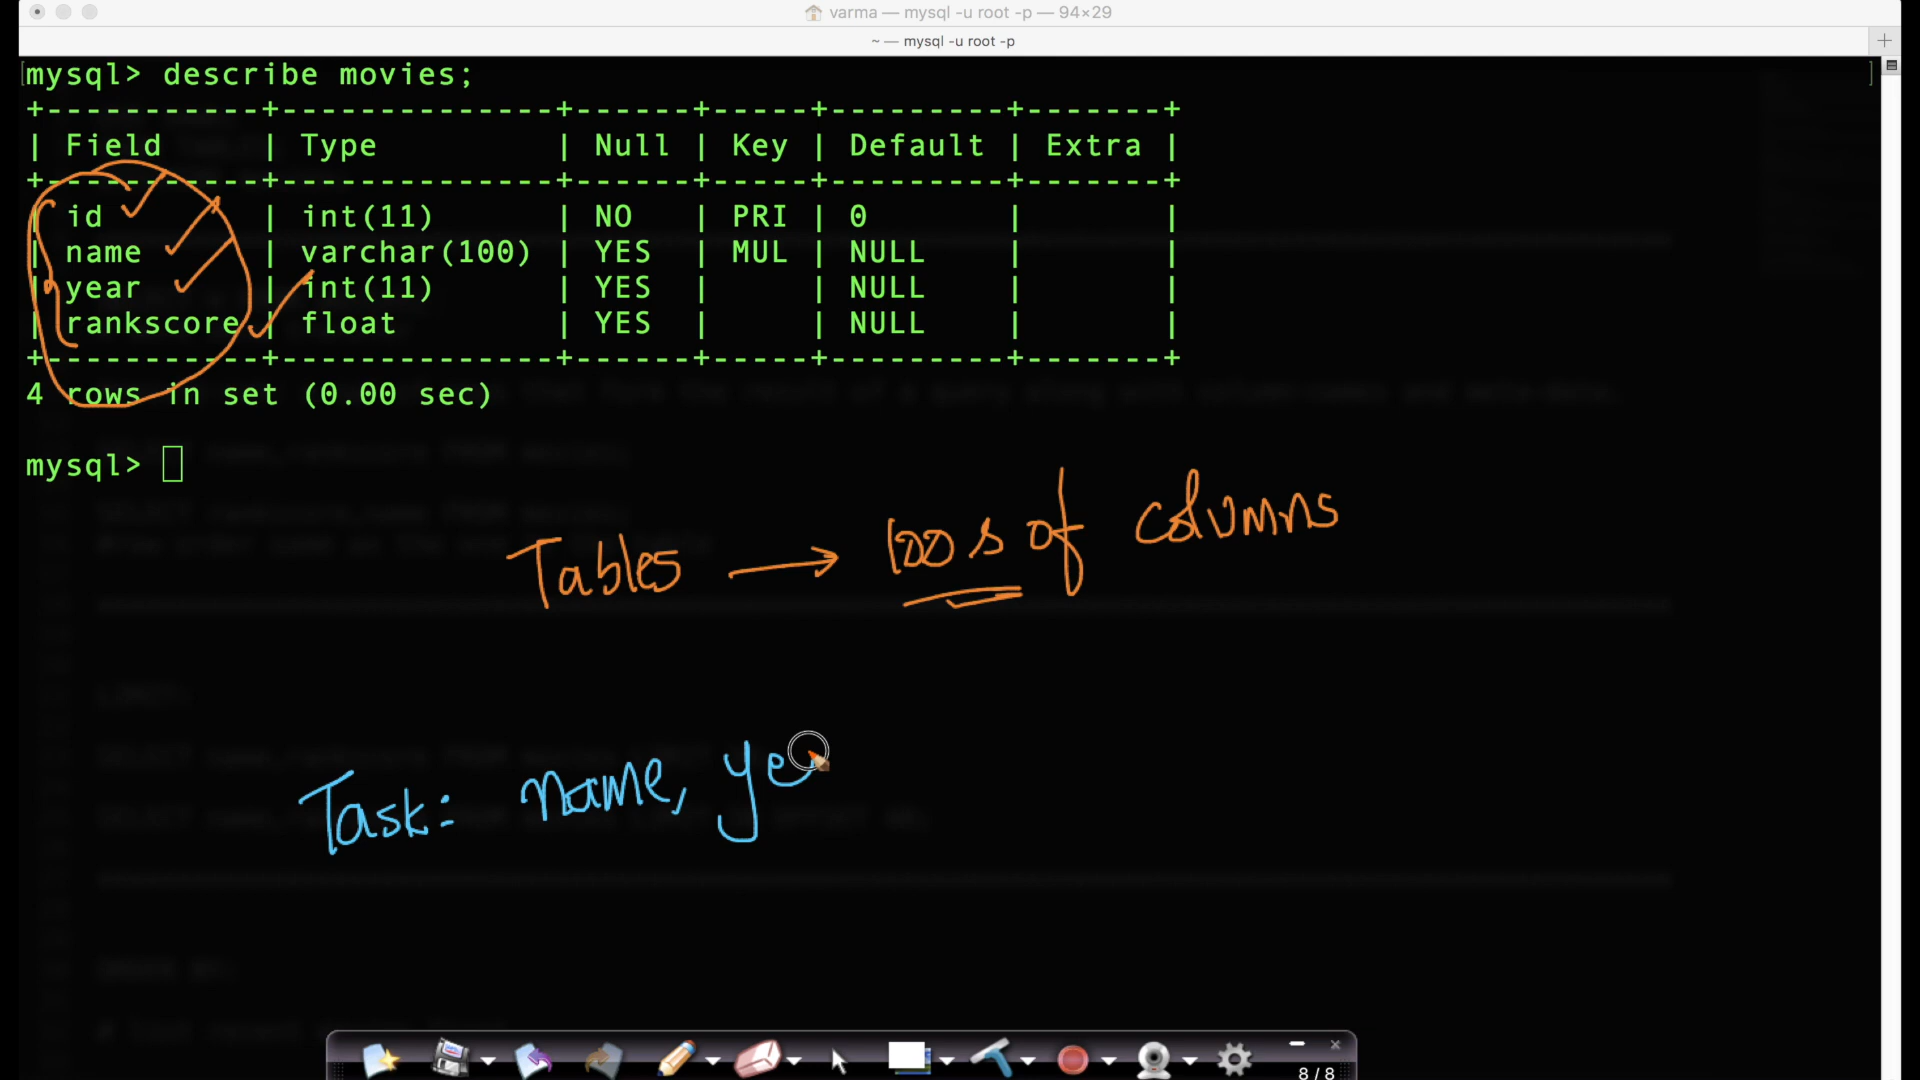 varma — mysql -u root -p — 94×29
~ — mysql -u root -p
mysql> describe movies;
+-----------+--------------+------+-----+---------+-------+
| Field | Type | Null | Key | Default | Extra |
+-----------+--------------+------+-----+---------+-------+
| id | int(11) | NO | PRI | 0 | |
| name | varchar(100) | YES | MUL | NULL | |
| year | int(11) | YES | | NULL | |
| rankscore | float | YES | | NULL | |
+-----------+--------------+------+-----+---------+-------+
4 rows in set (0.00 sec)
mysql>
Tables → 100s of columns
Task: name, ye
8 / 8